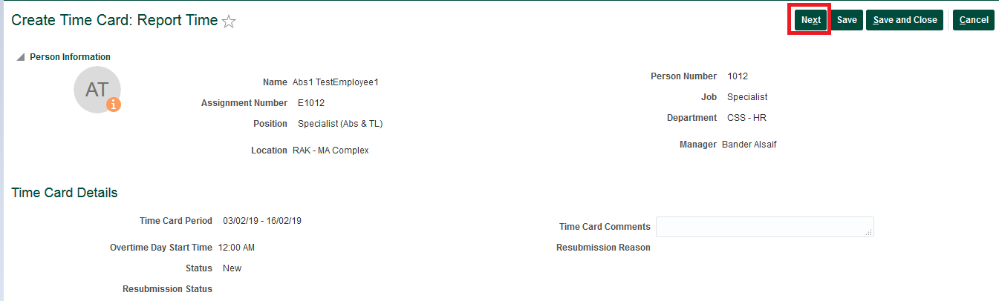 Create Time Card: Report Time
Next Save Save and Close Cancel
Person Information
AT
i
Name Abs1 TestEmployee1
Assignment Number E1012
Position Specialist (Abs & TL)
Location RAK - MA Complex
Person Number 1012
Job Specialist
Department CSS - HR
Manager Bander Alsaif
Time Card Details
Time Card Period 03/02/19 - 16/02/19
Overtime Day Start Time 12:00 AM
Status New
Resubmission Status
Time Card Comments
Resubmission Reason